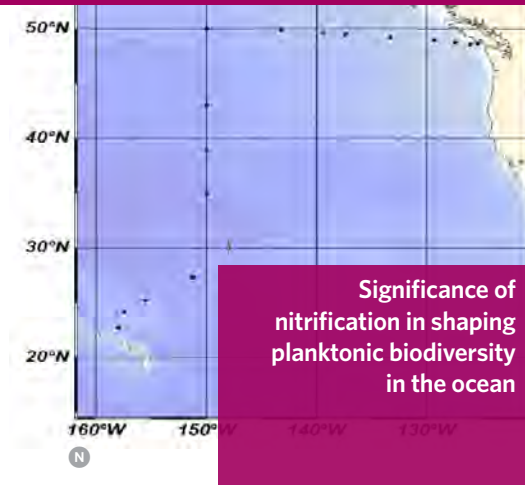 50°N
40°N
30°N
20°N
160°W 150°W 140°W 130°W
Significance of
nitrification in shaping
planktonic biodiversity
in the ocean
N